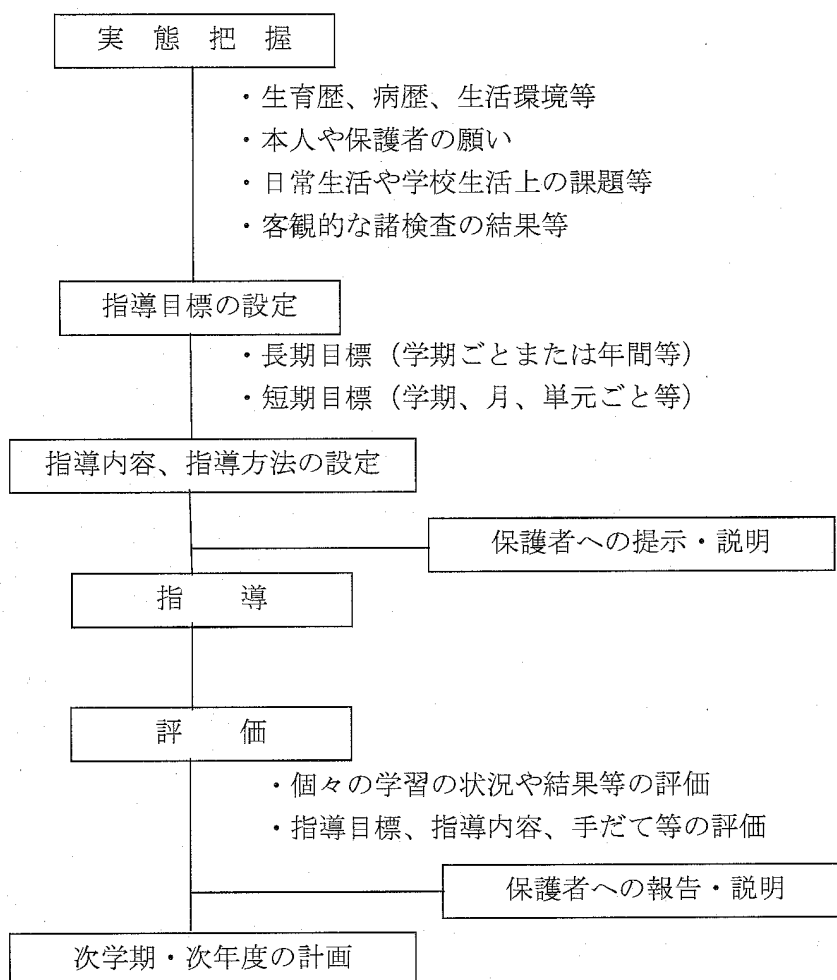 実態把握
・生育歴、病歴、生活環境等
・本人や保護者の願い
・日常生活や学校生活上の課題等
・客観的な諸検査の結果等
指導目標の設定
・長期目標（学期ごとまたは年間等）
・短期目標（学期、月、単元ごと等）
指導内容、指導方法の設定
保護者への提示・説明
指導
評価
・個々の学習の状況や結果等の評価
・指導目標、指導内容、手だて等の評価
保護者への報告・説明
次学期・次年度の計画